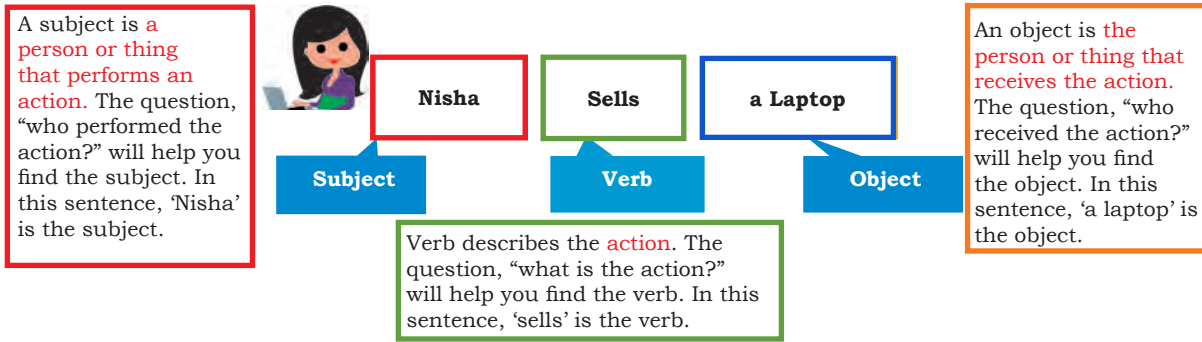 A subject is a
person or thing
that performs an
action. The question,
“who performed the
action?” will help you
find the subject. In
this sentence, ‘Nisha’
is the subject.
Nisha
Sells
a Laptop
Subject
Verb
Object
Verb describes the action. The
question, “what is the action?”
will help you find the verb. In this
sentence, ‘sells’ is the verb.
An object is the
person or thing that
receives the action.
The question, “who
received the action?”
will help you find
the object. In this
sentence, ‘a laptop’ is
the object.